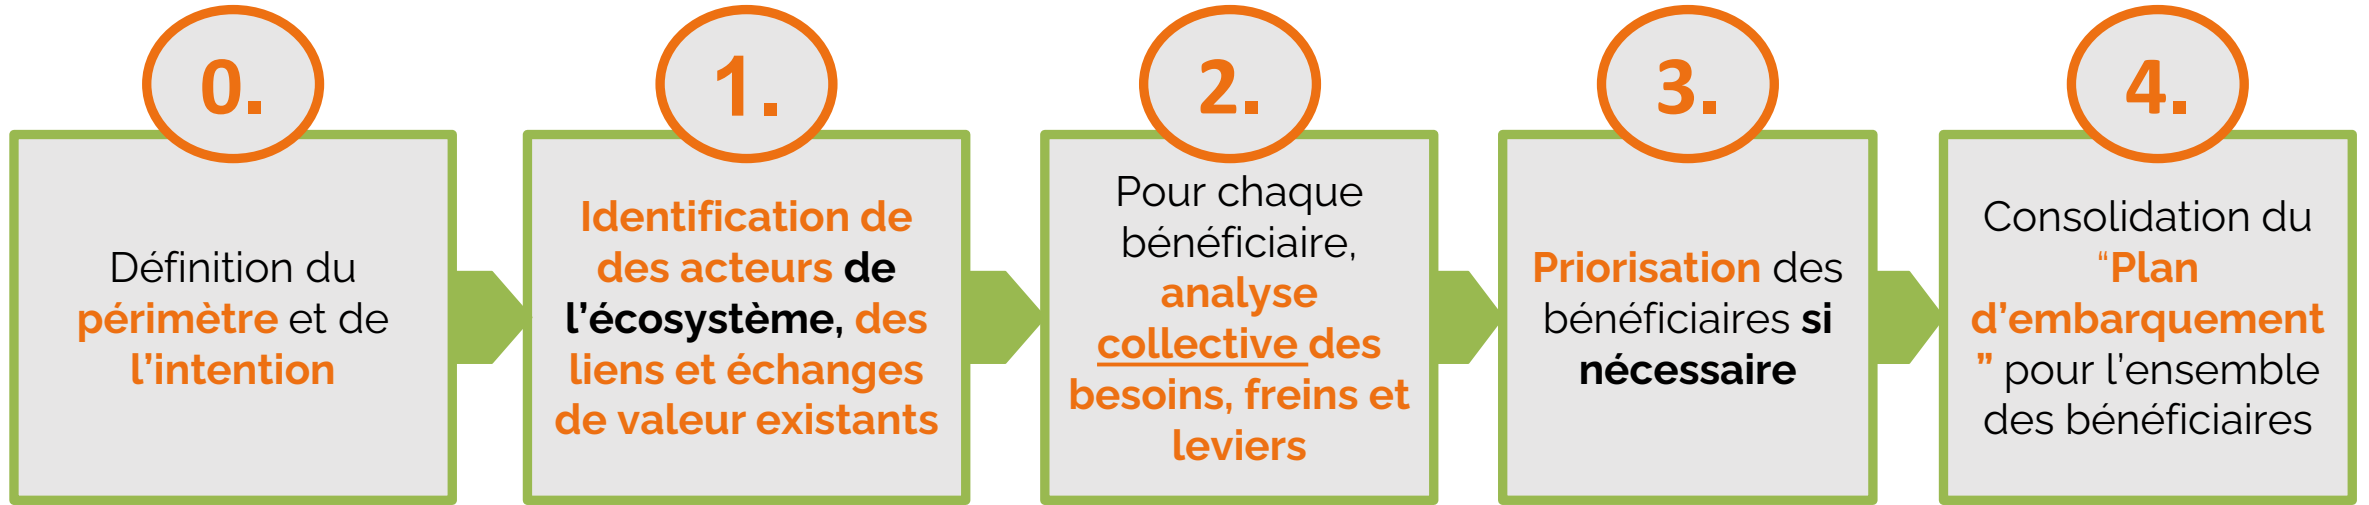 0.
Définition du
périmètre et de
l’intention
1.
Identification de
des acteurs de
l’écosystème, des
liens et échanges
de valeur existants
2.
Pour chaque
bénéficiaire,
analyse
collective des
besoins, freins et
leviers
3.
Priorisation des
bénéficiaires si
nécessaire
4.
Consolidation du
“Plan
d’embarquement
” pour l’ensemble
des bénéficiaires